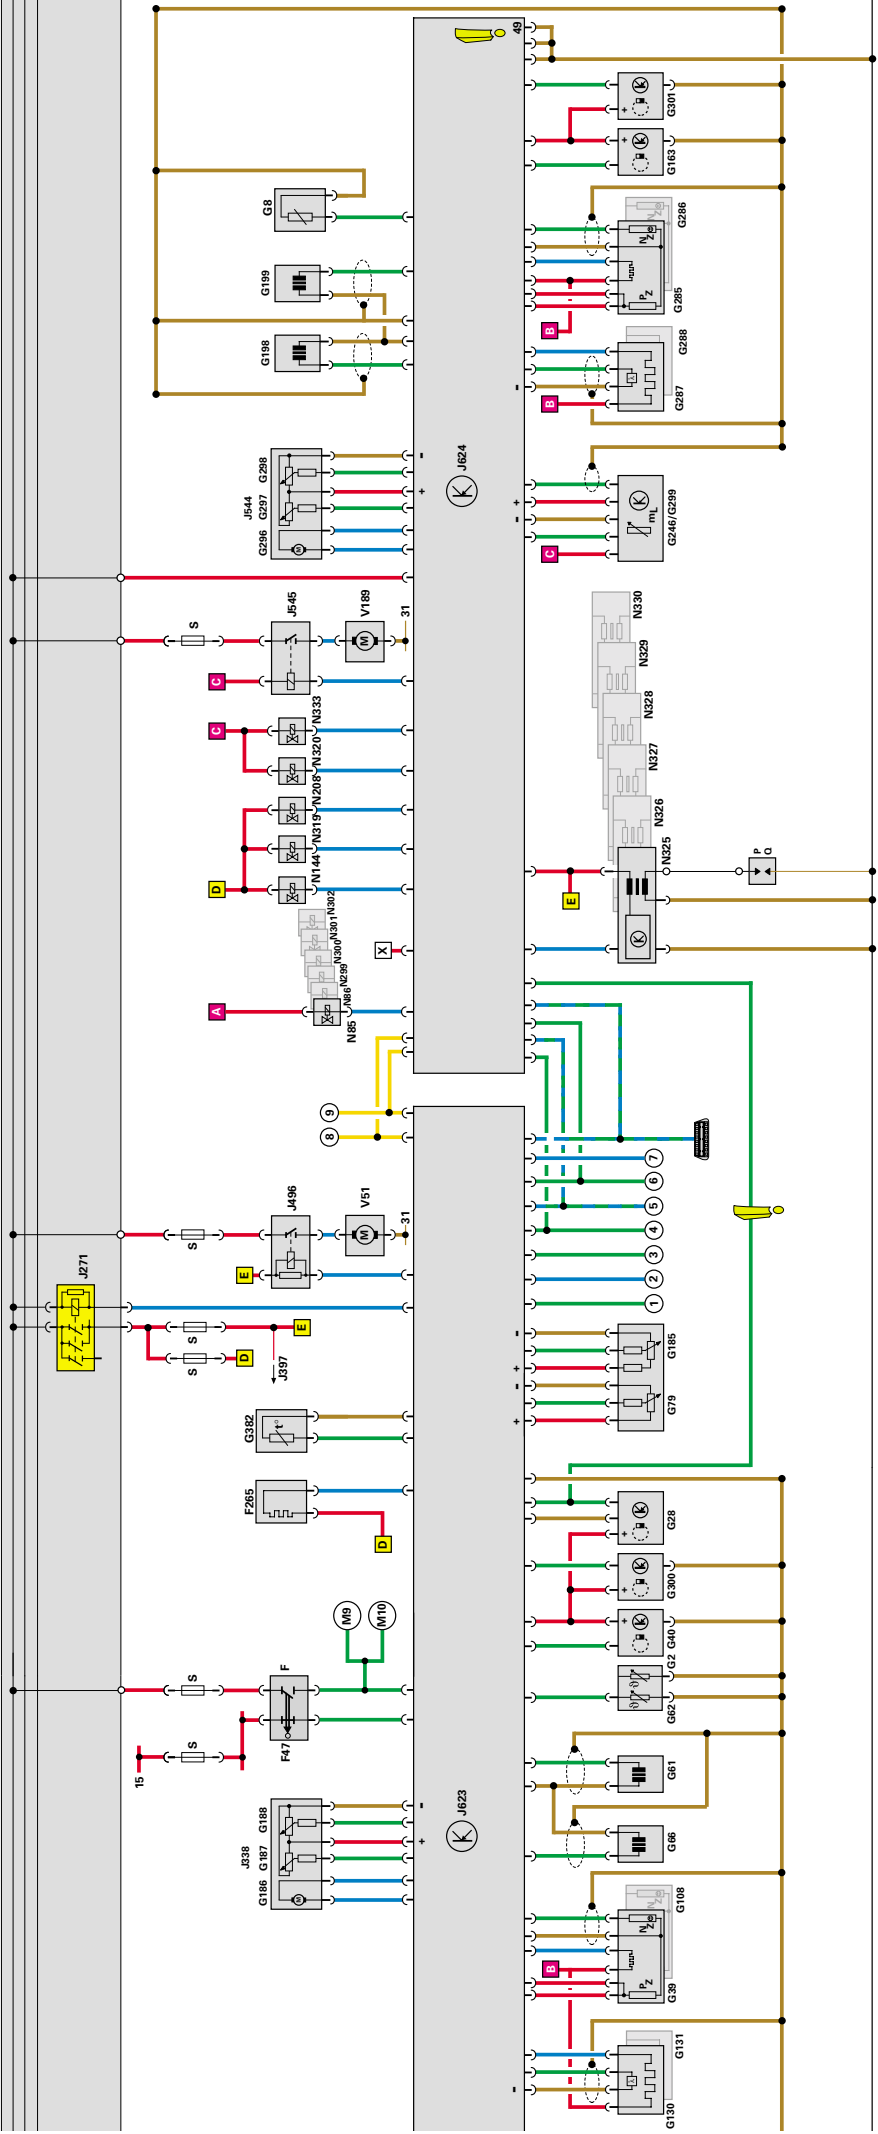 49
G301
K
+
G163
K
+
G8
G286
N
Z
G285
P
Z
G199
B
G198
G288
G287
λ
B
−
G298
J544
G297
G296
M
−
+
J624
K
G246/G299
K
mL
+
−
C
J545
S
V189
M
31
C
N330
N329
N328
N327
N326
N325
K
C
N333
N320
N208
N319
N144
D
P
Q
E
N302
N301
N300
N299
N86
N85
X
A
9
8
7
6
5
4
3
2
1
J496
S
V51
M
31
E
J271
S
E
S
D
J397
G185
G79
−
+
−
+
G382
t°
F265
D
G28
K
+
G300
K
+
G40
K
+
G2
G62
M9
M10
S
F
F47
S
15
G61
G66
G188
J338
G187
G186
M
−
+
J623
K
G108
N
Z
G39
P
Z
B
G131
G130
λ
−